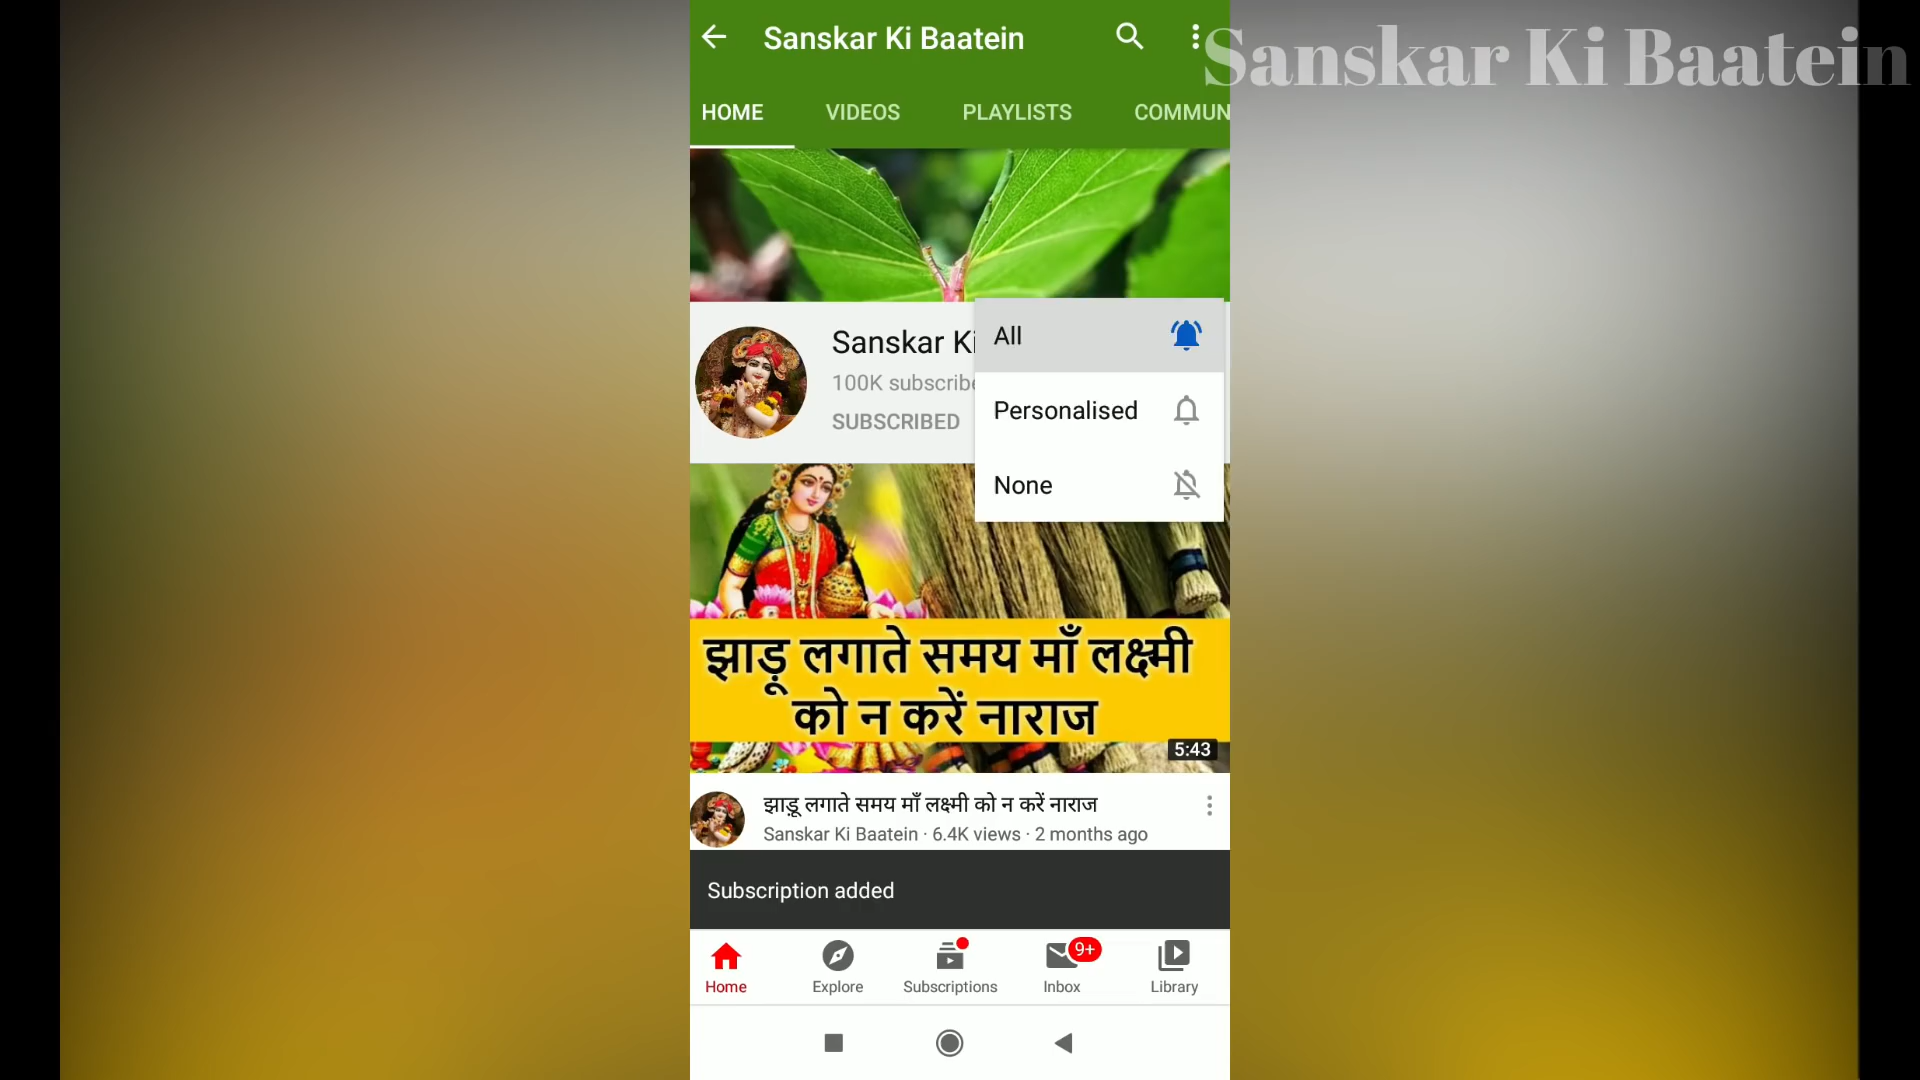 Sanskar Ki Baatein
Sanskar Ki Baatein
HOME VIDEOS PLAYLISTS COMMUN
Sanskar Ki
100K subscribe
SUBSCRIBED
All
Personalised
None
झाड़ू लगाते समय माँ लक्ष्मी
को न करें नाराज
5:43
झाड़ू लगाते समय माँ लक्ष्मी को न करें नाराज
Sanskar Ki Baatein · 6.4K views · 2 months ago
Subscription added
9+
Home Explore Subscriptions Inbox Library